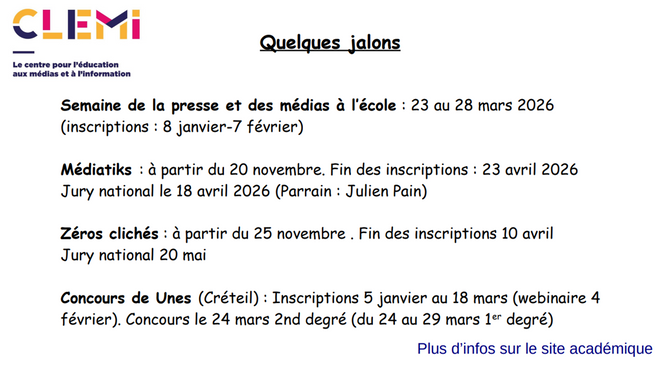 CLEMI
Le centre pour l'éducation
aux médias et à l'information
Quelques jalons
Semaine de la presse et des médias à l'école : 23 au 28 mars 2026
(inscriptions : 8 janvier-7 février)
Médiatiks : à partir du 20 novembre. Fin des inscriptions : 23 avril 2026
Jury national le 18 avril 2026 (Parrain : Julien Pain)
Zéros clichés : à partir du 25 novembre . Fin des inscriptions 10 avril
Jury national 20 mai
Concours de Unes (Créteil) : Inscriptions 5 janvier au 18 mars (webinaire 4
février). Concours le 24 mars 2nd degré (du 24 au 29 mars 1er degré)
Plus d'infos sur le site académique